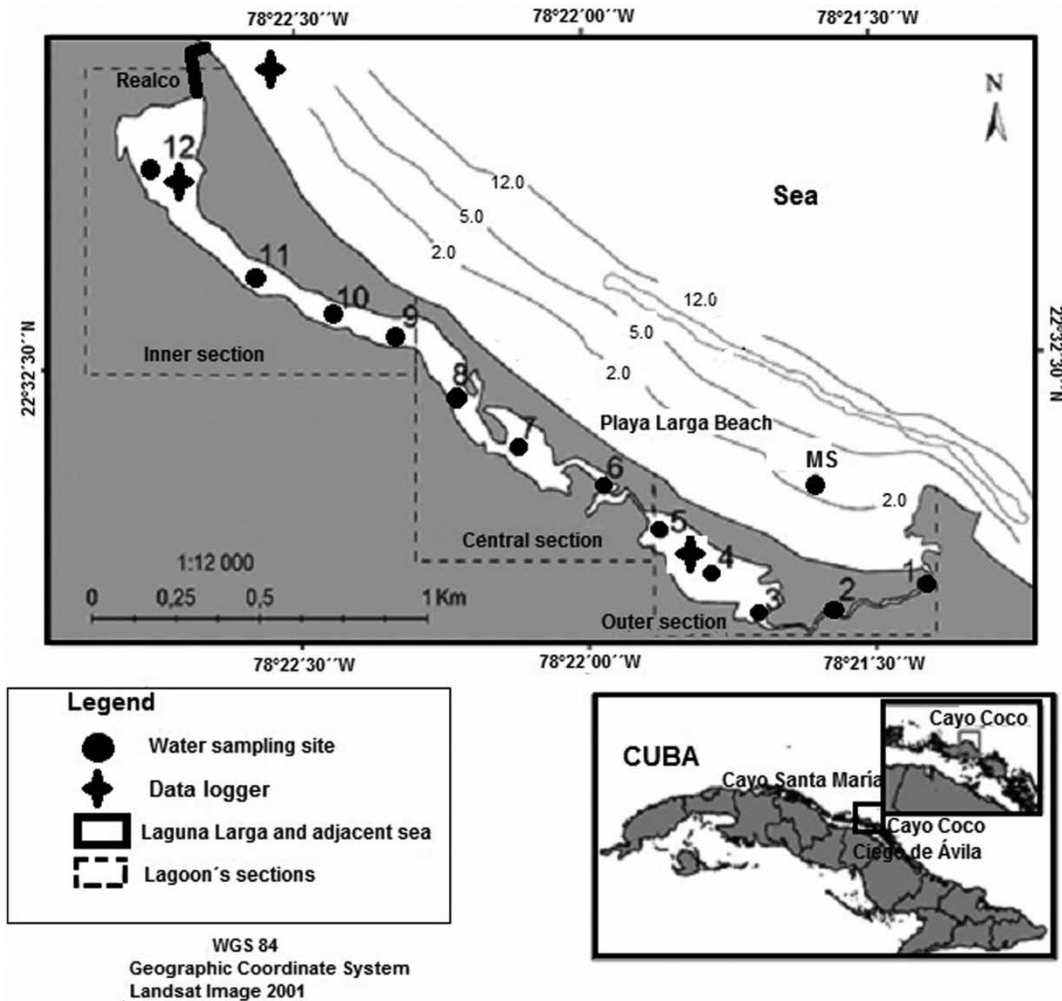 78°22´30´´W
78°22´00´´W
78°21´30´´W
Realco
N
12
12.0
Sea
5.0
2.0
11
12.0
10
9
5.0
22°32´30´´N
22°32´30´´N
Inner section
2.0
8
Playa Larga Beach
7
MS
6
2.0
5
Central section
4
1:12 000
1
2
3
0
0,25
0,5
1 Km
Outer section
78°22´30´´W
78°22´00´´W
78°21´30´´W
Legend
Water sampling site
Data logger
Laguna Larga and adjacent sea
Lagoon´s sections
WGS 84
Geographic Coordinate System
Landsat Image 2001
Cayo Coco
CUBA
Cayo Santa María
Cayo Coco
Ciego de Ávila